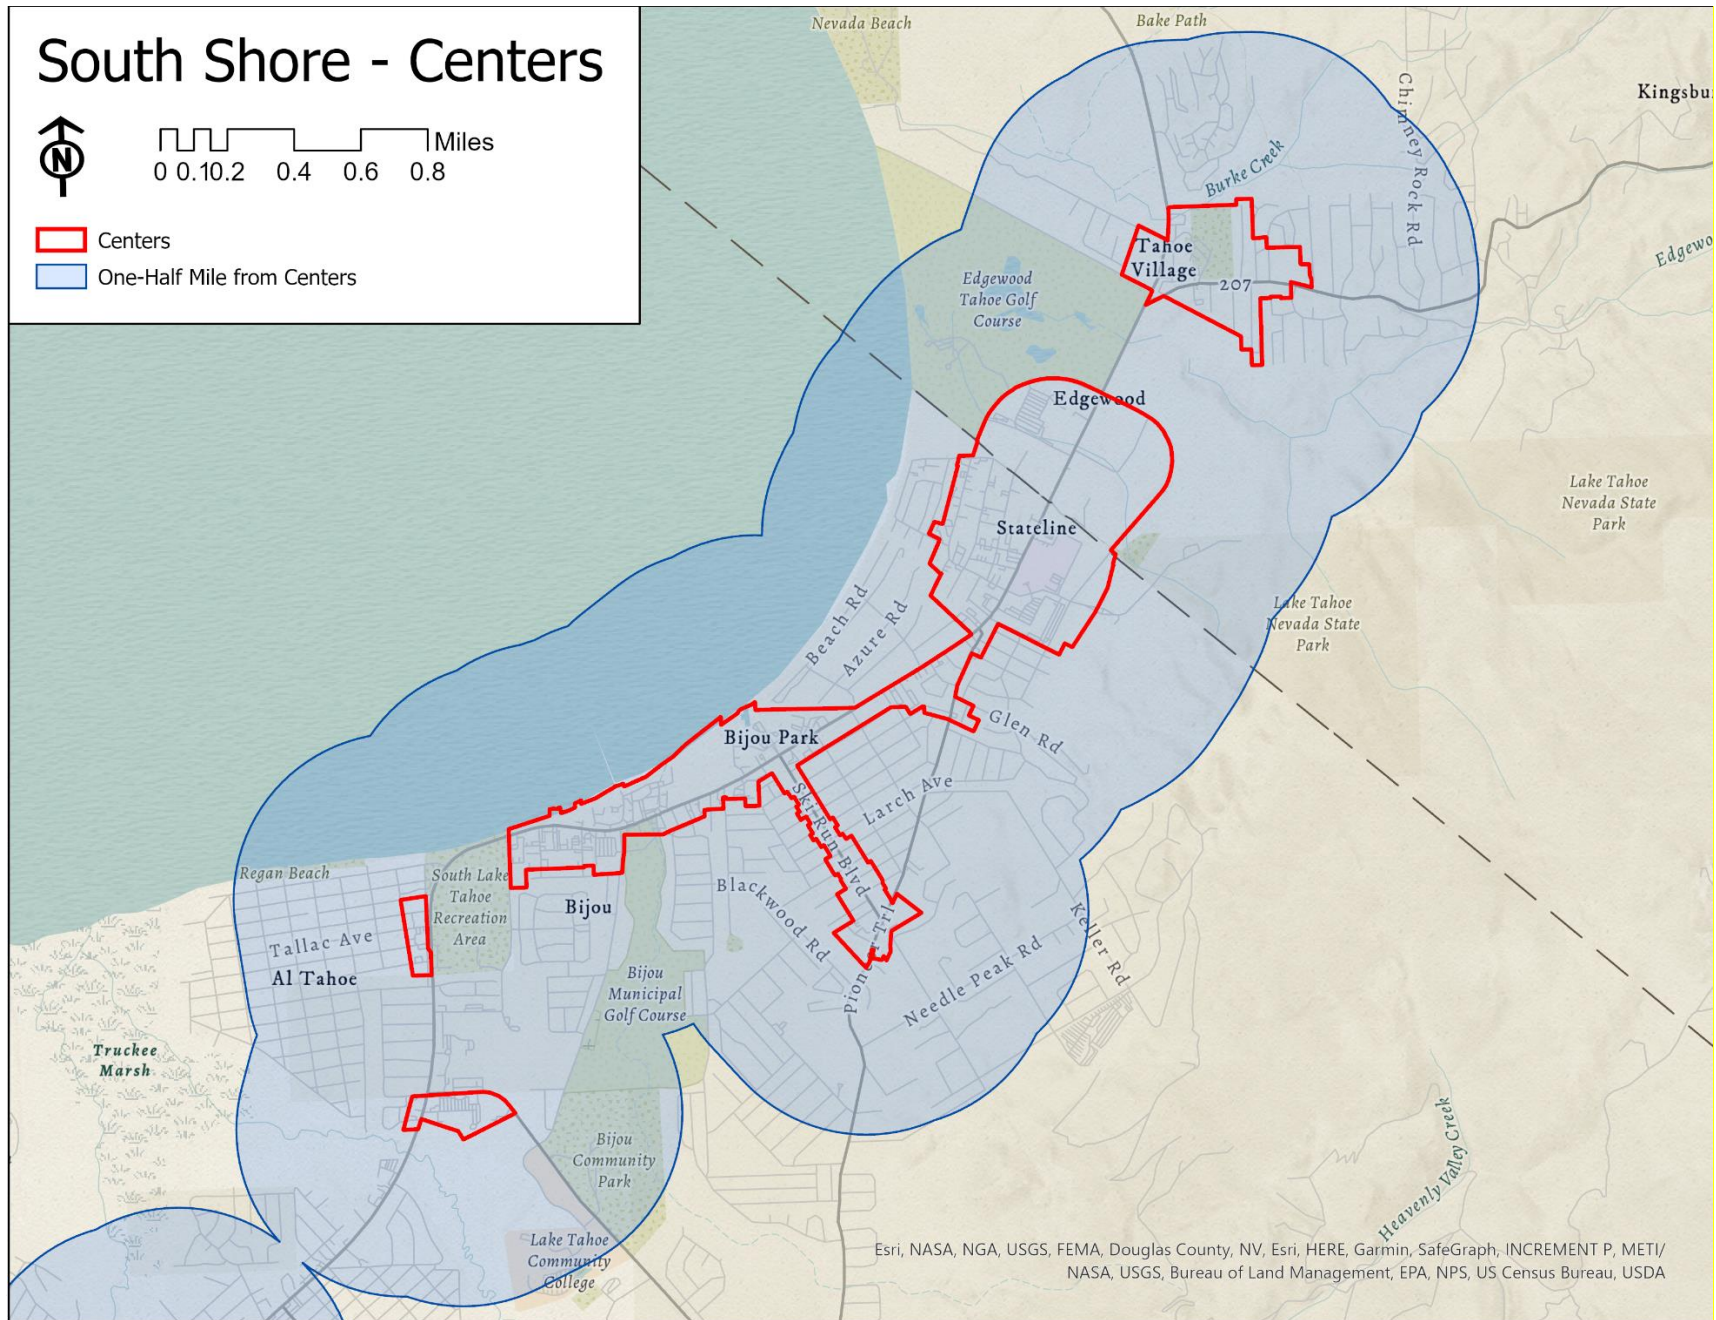 South Shore - Centers
N
Miles
0 0.1 0.2 0.4 0.6 0.8
Centers
One-Half Mile from Centers
Nevada Beach
Bake Path
Chimney Rock Rd
Kingsbu
Burke Creek
Edgewo
Tahoe
Village
207
Edgewood
Tahoe Golf
Course
Edgewood
Lake Tahoe
Nevada State
Park
Stateline
Beach Rd
Azure Rd
Lake Tahoe
Nevada State
Park
Glen Rd
Bijou Park
Ski Run Blvd
Larch Ave
Regan Beach
South Lake
Tahoe
Recreation
Area
Bijou
Blackwood Rd
Keller Rd
Tallac Ave
Al Tahoe
Pioneer Trl
Needle Peak Rd
Bijou
Municipal
Golf Course
Truckee
Marsh
Bijou
Community
Park
Heavenly Valley Creek
Lake Tahoe
Community
College
Esri, NASA, NGA, USGS, FEMA, Douglas County, NV, Esri, HERE, Garmin, SafeGraph, INCREMENT P, METI/
NASA, USGS, Bureau of Land Management, EPA, NPS, US Census Bureau, USDA